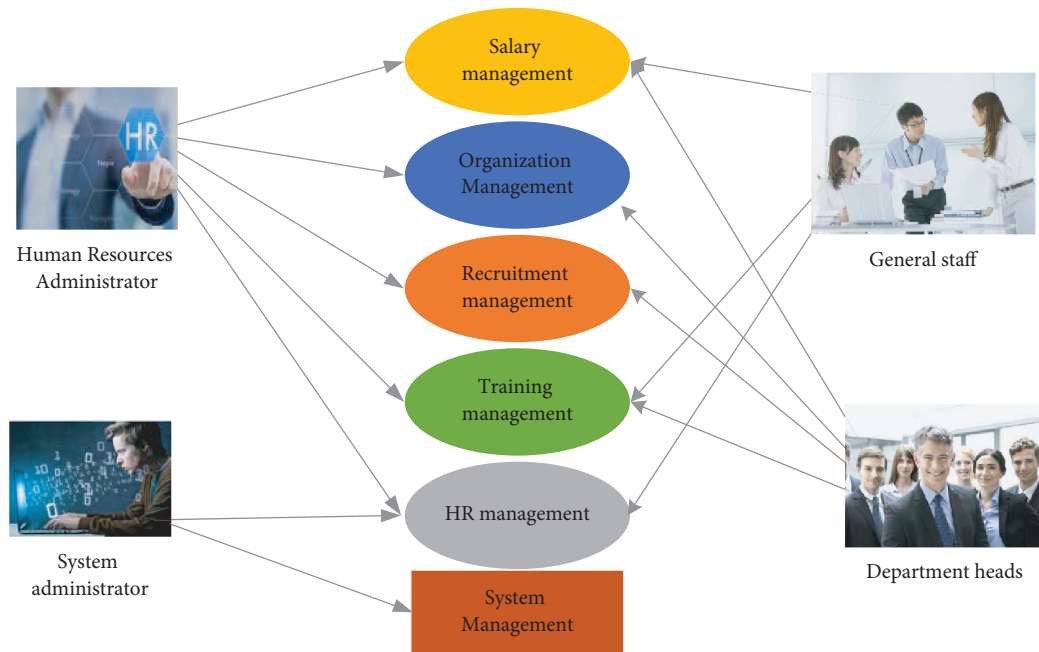 Salary
management
HR
Human Resources
Administrator
Organization
Management
General staff
Recruitment
management
Training
management
System
administrator
HR management
Department heads
System
Management